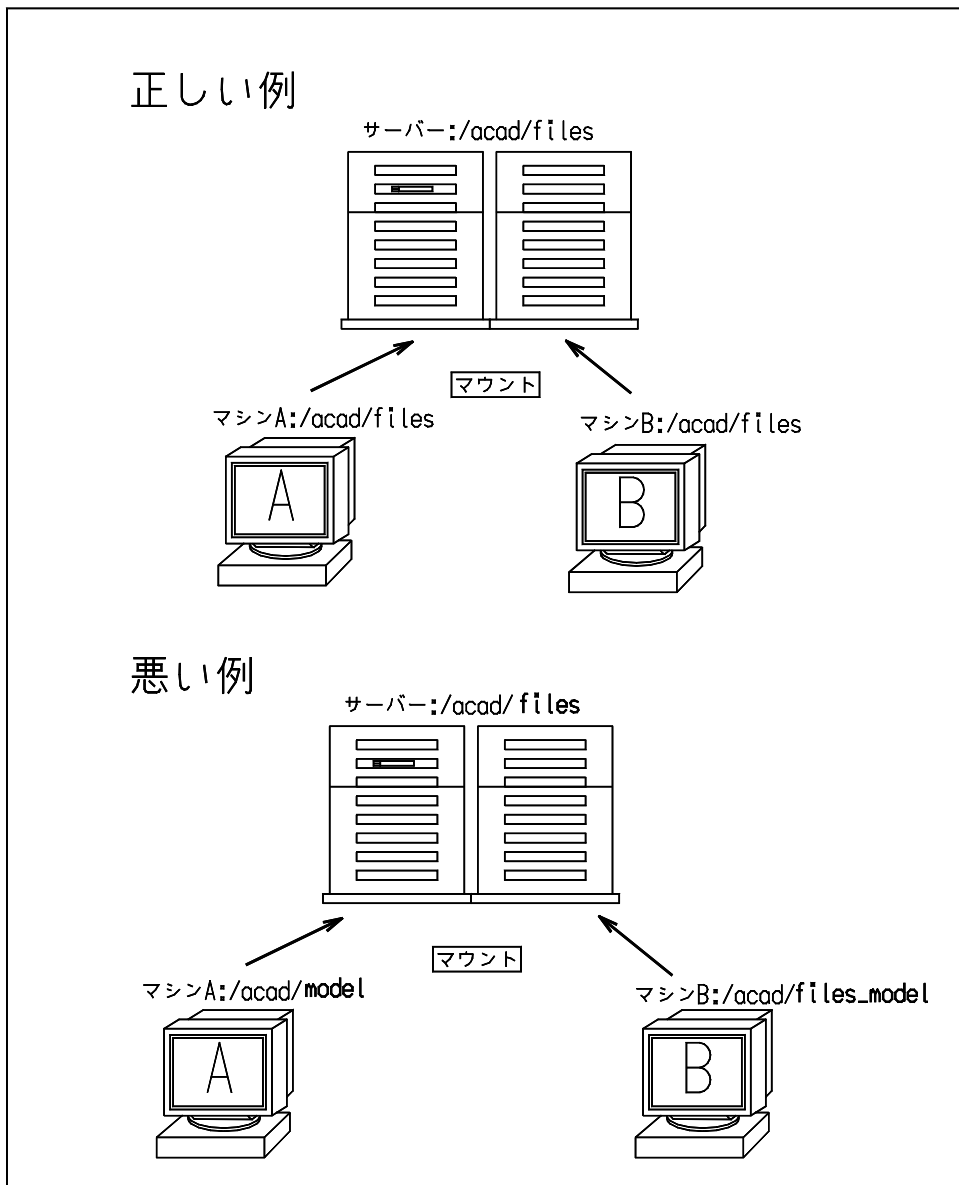 正しい例
サーバー:/acad/files
マウント
マシンA:/acad/files
マシンB:/acad/files
A
B
悪い例
サーバー:/acad/files
マウント
マシンA:/acad/model
マシンB:/acad/files_model
A
B